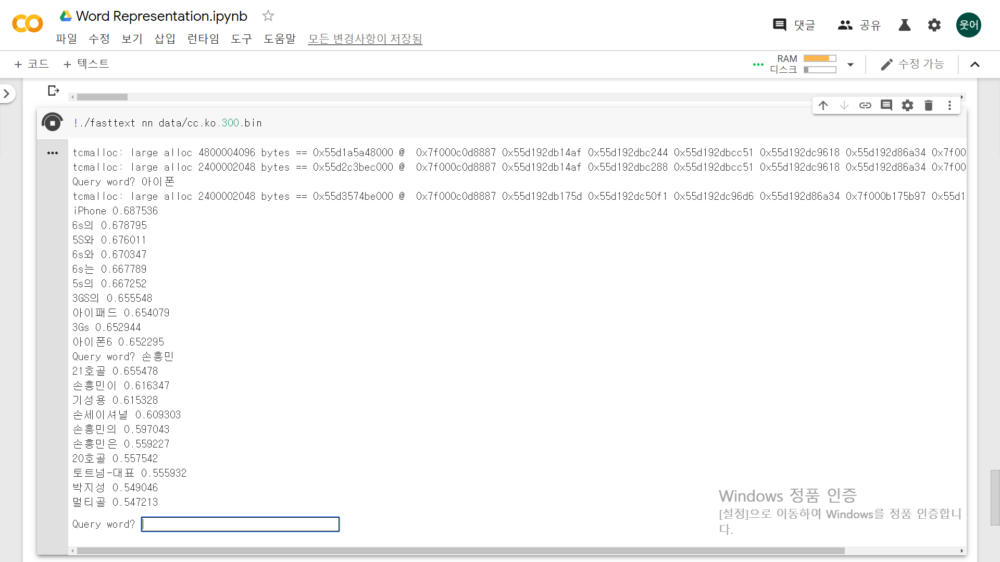 Word Representation.ipynb
댓글 공유 웃어
파일 수정 보기 삽입 런타임 도구 도움말 모든 변경사항이 저장됨
+ 코드 + 텍스트
RAM
디스크
수정 가능
!./fasttext nn data/cc.ko.300.bin
tcmalloc: large alloc 4800004096 bytes == 0x55d1a5a48000 @ 0x7f000c0d8887 0x55d192db14af 0x55d192dbc244 0x55d192dbcc51 0x55d192dc9618 0x55d192d86a34 0x7f00
tcmalloc: large alloc 2400002048 bytes == 0x55d2c3bec000 @ 0x7f000c0d8887 0x55d192db14af 0x55d192dbc288 0x55d192dbcc51 0x55d192dc9618 0x55d192d86a34 0x7f00
Query word? 아이폰
tcmalloc: large alloc 2400002048 bytes == 0x55d3574be000 @ 0x7f000c0d8887 0x55d192db175d 0x55d192dc50f1 0x55d192dc96d6 0x55d192d86a34 0x7f000b175b97 0x55d1
iPhone 0.687536
6s의 0.678795
5S와 0.676011
6s와 0.670347
6s는 0.667789
5s의 0.667252
3GS의 0.655548
아이패드 0.654079
3Gs 0.652944
아이폰6 0.652295
Query word? 손흥민
21호골 0.655478
손흥민이 0.616347
기성용 0.615328
손세이셔널 0.609303
손흥민의 0.597043
손흥민은 0.559227
20호골 0.557542
토트넘-대표 0.555932
박지성 0.549046
멀티골 0.547213
Query word?
Windows 정품 인증
[설정]으로 이동하여 Windows를 정품 인증합니
다.